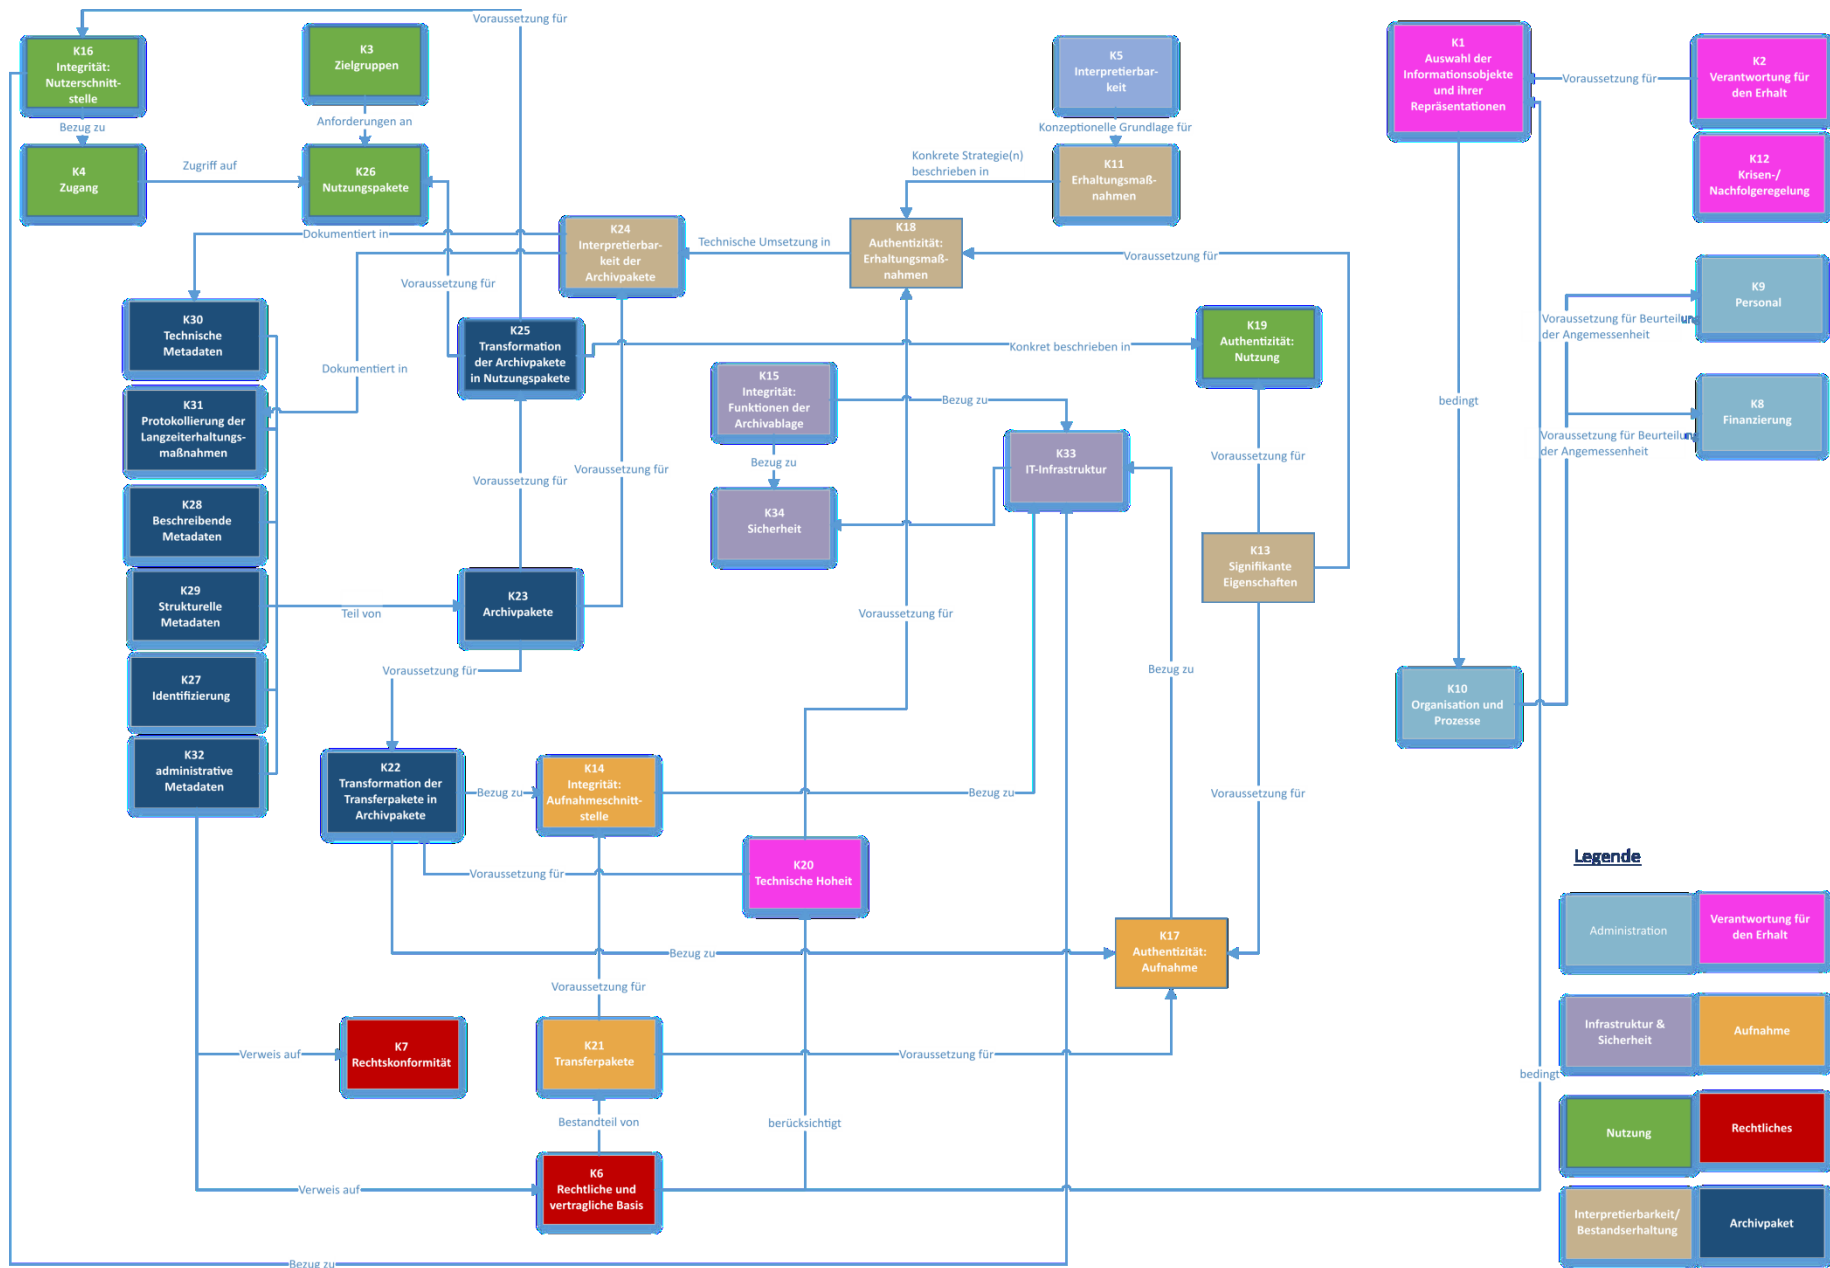 Voraussetzung für
K16
Integrität:
Nutzerschnitt-
stelle
K3
Zielgruppen
K5
Interpretierbar-
keit
K1
Auswahl der
Informationsobjekte
und ihrer
Repräsentationen
Voraussetzung für
K2
Verantwortung für
den Erhalt
Bezug zu
Anforderungen an
Konzeptionelle Grundlage für
K4
Zugang
Zugriff auf
K26
Nutzungspakete
Konkrete Strategie(n)
beschrieben in
K11
Erhaltungsmaß-
nahmen
K12
Krisen-/
Nachfolgeregelung
Dokumentiert in
K24
Interpretierbar-
keit der
Archivpakete
Technische Umsetzung in
K18
Authentizität:
Erhaltungsmaß-
nahmen
Voraussetzung für
Voraussetzung für
K9
Personal
K30
Technische
Metadaten
K25
Transformation
der Archivpakete
in Nutzungspakete
Konkret beschrieben in
K19
Authentizität:
Nutzung
Voraussetzung für Beurteilung
der Angemessenheit
Dokumentiert in
K15
Integrität:
Funktionen der
Archivablage
Bezug zu
bedingt
K8
Finanzierung
K31
Protokollierung der
Langzeiterhaltungs-
maßnahmen
Voraussetzung für Beurteilung
der Angemessenheit
Voraussetzung für
Voraussetzung für
Bezug zu
K33
IT-Infrastruktur
Voraussetzung für
K28
Beschreibende
Metadaten
K34
Sicherheit
K13
Signifikante
Eigenschaften
K29
Strukturelle
Metadaten
Teil von
K23
Archivpakete
Voraussetzung für
K27
Identifizierung
Voraussetzung für
Bezug zu
K10
Organisation und
Prozesse
K32
administrative
Metadaten
K22
Transformation der
Transferpakete in
Archivpakete
Bezug zu
K14
Integrität:
Aufnahmeschnitt-
stelle
Bezug zu
Voraussetzung für
Voraussetzung für
K20
Technische Hoheit
Bezug zu
K17
Authentizität:
Aufnahme
Voraussetzung für
Verweis auf
K7
Rechtskonformität
K21
Transferpakete
Voraussetzung für
bedingt
Bestandteil von
berücksichtigt
Verweis auf
K6
Rechtliche und
vertragliche Basis
Bezug zu
Legende
Administration
Verantwortung für
den Erhalt
Infrastruktur &
Sicherheit
Aufnahme
Nutzung
Rechtliches
Interpretierbarkeit/
Bestandserhaltung
Archivpaket